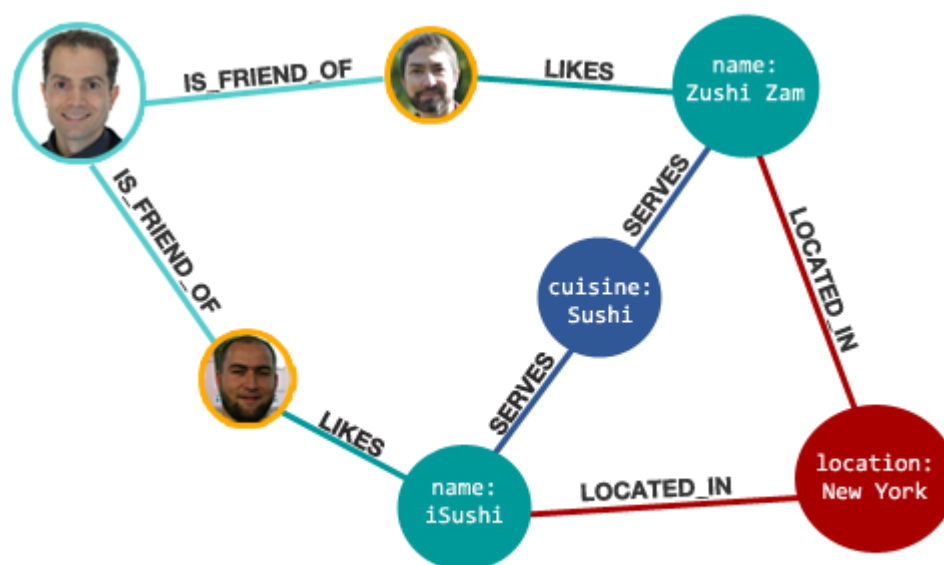 IS_FRIEND_OF
LIKES
name:
Zushi Zam
IS_FRIEND_OF
SERVES
LOCATED_IN
cuisine:
Sushi
SERVES
LIKES
name:
iSushi
LOCATED_IN
location:
New York